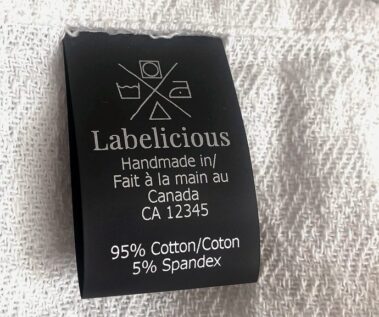 Labelicious
Handmade in/
Fait à la main au
Canada
CA 12345
95% Cotton/Coton
5% Spandex